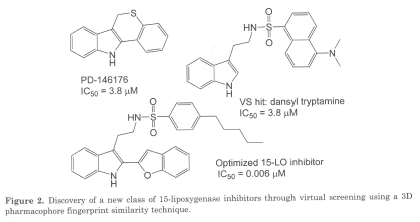 S
N
H
PD-146176
IC50 = 3.8 μM
HN
O
S
O
N
N
H
VS hit: dansyl tryptamine
IC50 = 3.8 μM
HN
O
S
O
N
H
O
Optimized 15-LO inhibitor
IC50 = 0.006 μM
Figure 2. Discovery of a new class of 15-lipoxygenase inhibitors through virtual screening using a 3D
pharmacophore fingerprint similarity technique.